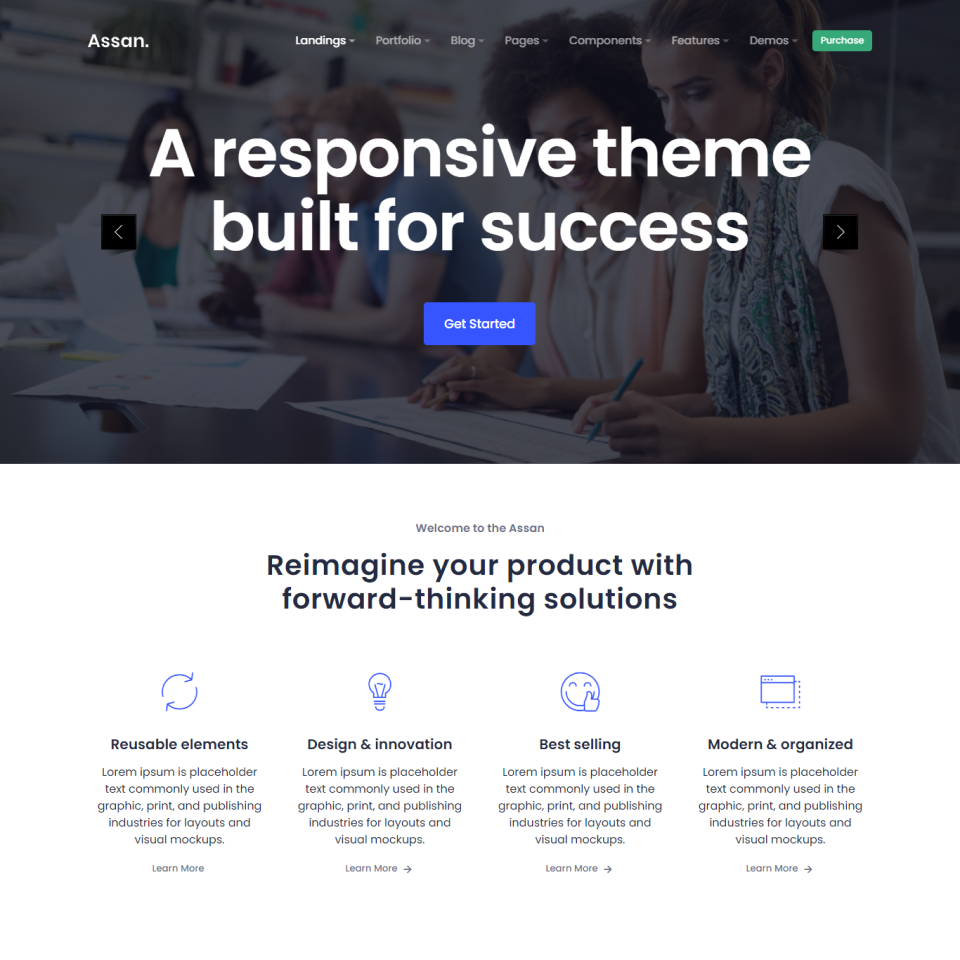 Assan.
Landings Portfolio Blog Pages Components Features Demos Purchase
A responsive theme
built for success
Get Started
Welcome to the Assan
Reimagine your product with
forward-thinking solutions
Reusable elements
Lorem ipsum is placeholder
text commonly used in the
graphic, print, and publishing
industries for layouts and
visual mockups.
Learn More
Design & innovation
Lorem ipsum is placeholder
text commonly used in the
graphic, print, and publishing
industries for layouts and
visual mockups.
Learn More →
Best selling
Lorem ipsum is placeholder
text commonly used in the
graphic, print, and publishing
industries for layouts and
visual mockups.
Learn More →
Modern & organized
Lorem ipsum is placeholder
text commonly used in the
graphic, print, and publishing
industries for layouts and
visual mockups.
Learn More →